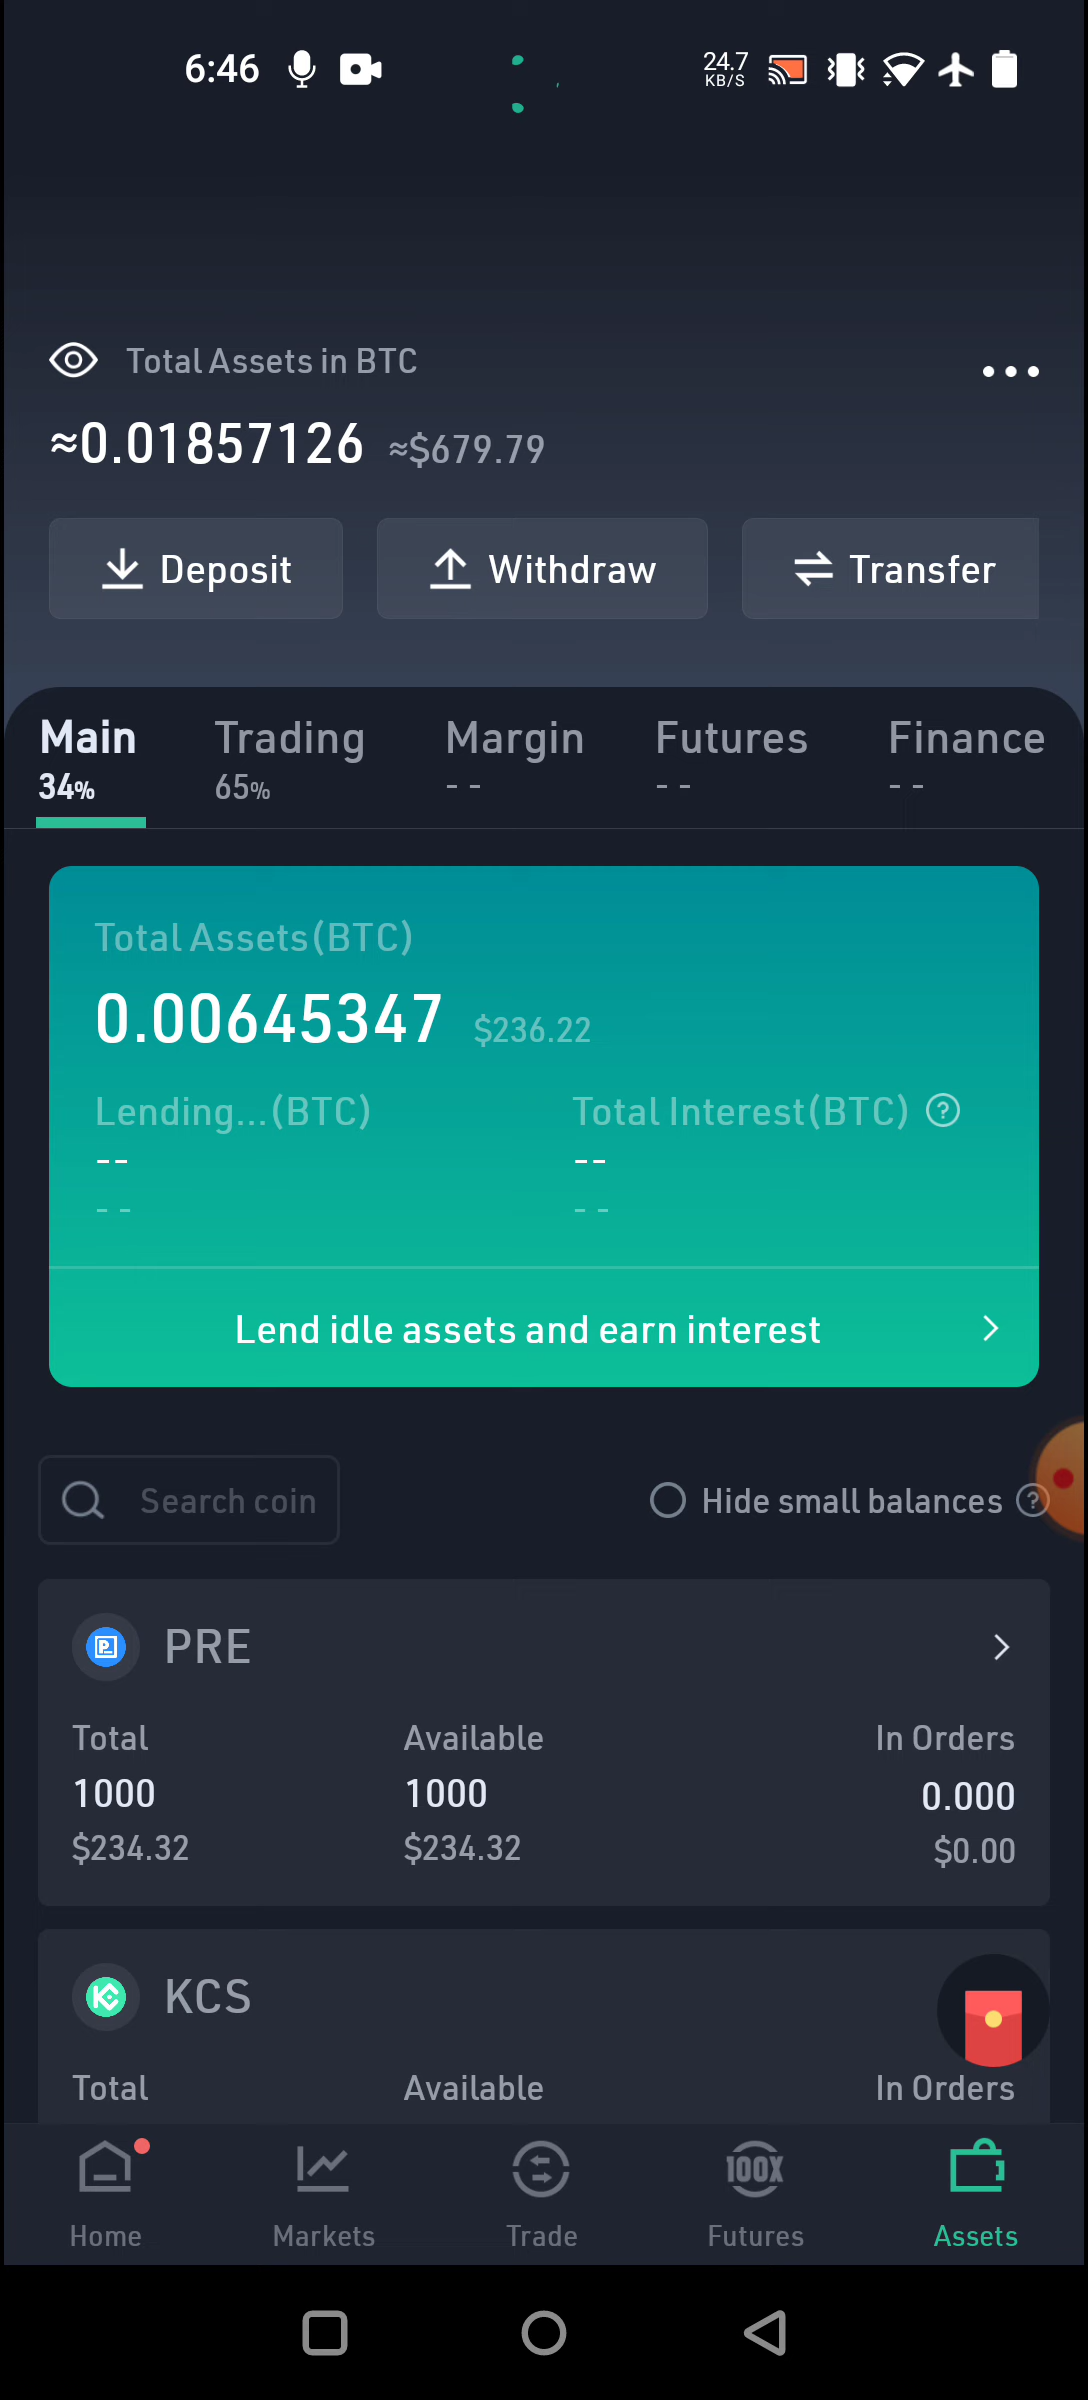 6:46
24.7
KB/S
Total Assets in BTC
≈0.01857126 ≈$679.79
Deposit Withdraw Transfer
Main Trading Margin Futures Finance
34% 65% -- -- --
Total Assets(BTC)
0.00645347 $236.22
Lending...(BTC) Total Interest(BTC) ?
-- --
-- --
Lend idle assets and earn interest
Search coin Hide small balances ?
PRE
Total Available In Orders
1000 1000 0.000
$234.32 $234.32 $0.00
KCS
Total Available In Orders
100X
Home Markets Trade Futures Assets